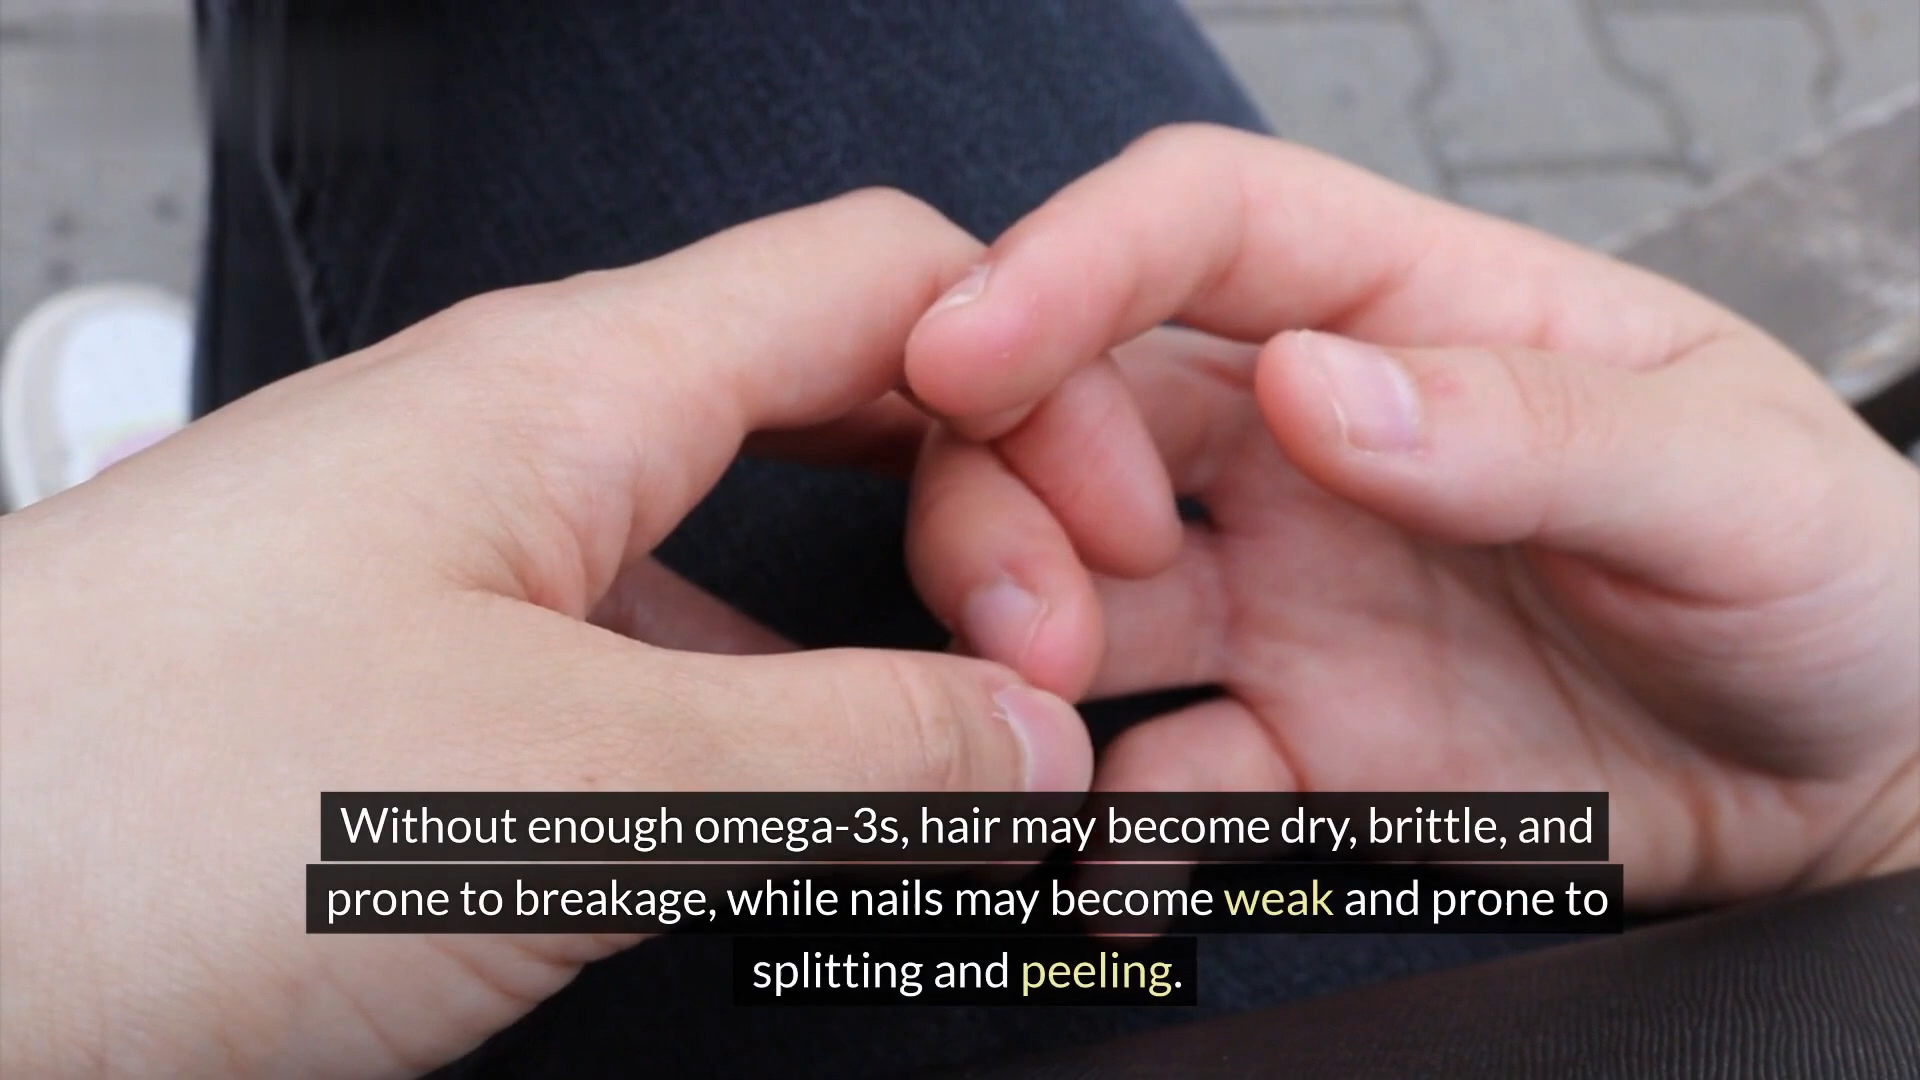 Without enough omega-3s, hair may become dry, brittle, and
prone to breakage, while nails may become weak and prone to
splitting and peeling.